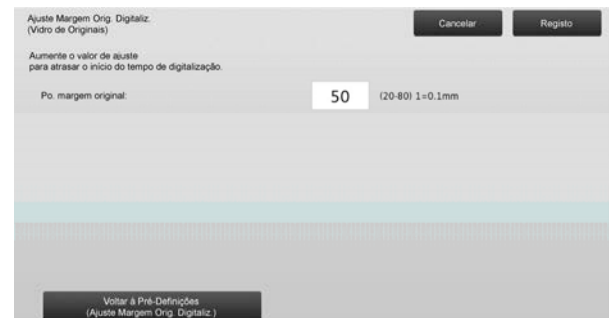 Ajuste Margem Orig. Digitaliz.
(Vidro de Originais)
Cancelar
Registo
Aumente o valor de ajuste
para atrasar o início do tempo de digitalização.
Po. margem original:
50
(20-80) 1=0.1mm
Voltar à Pré-Definições
(Ajuste Margem Orig. Digitaliz.)